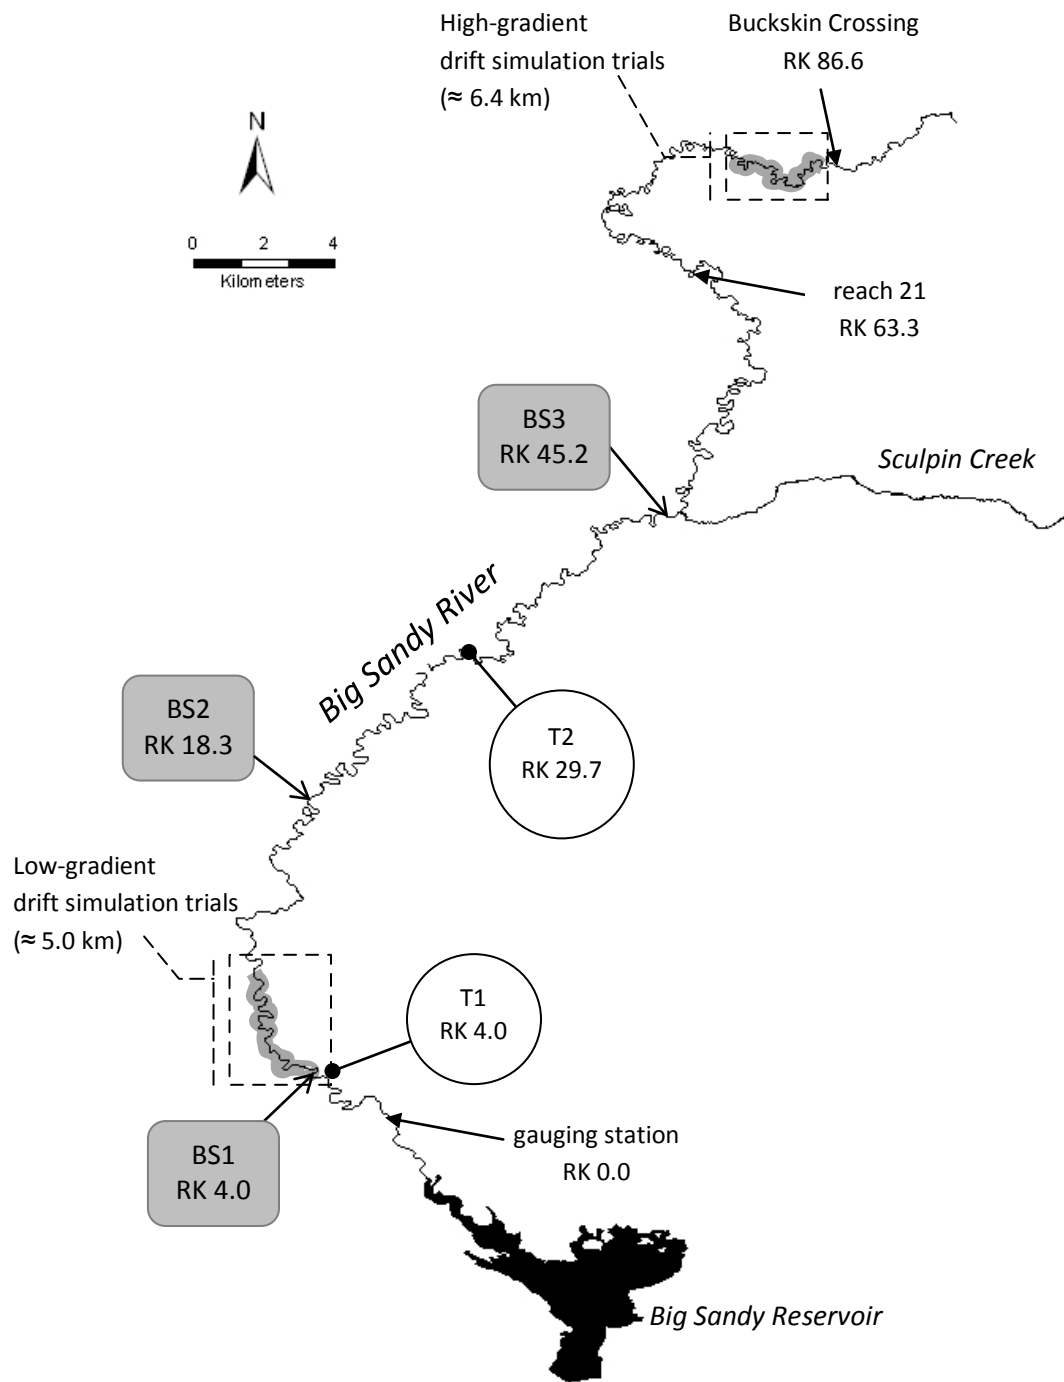 High-gradient
drift simulation trials
(≈ 6.4 km)
Buckskin Crossing
RK 86.6
N
0 2 4
Kilometers
reach 21
RK 63.3
BS3
RK 45.2
Sculpin Creek
Big Sandy River
BS2
RK 18.3
T2
RK 29.7
Low-gradient
drift simulation trials
(≈ 5.0 km)
T1
RK 4.0
BS1
RK 4.0
gauging station
RK 0.0
Big Sandy Reservoir